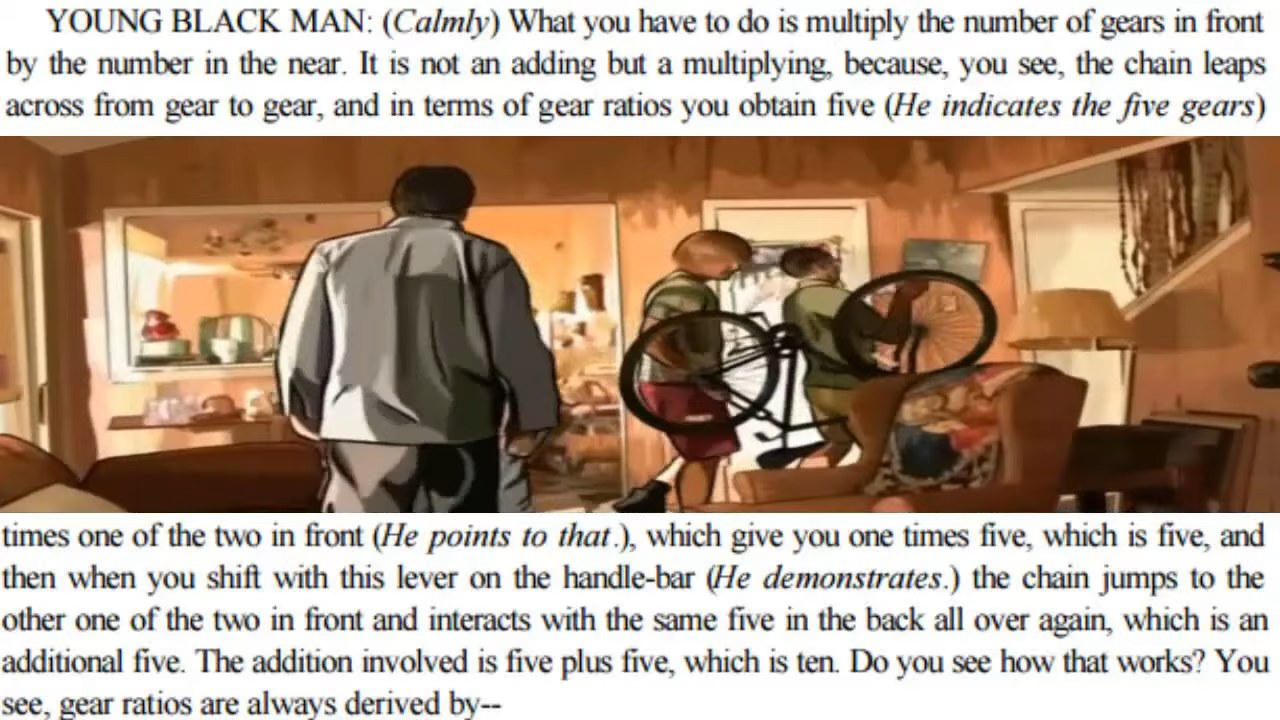 YOUNG BLACK MAN: (Calmly) What you have to do is multiply the number of gears in front
by the number in the near. It is not an adding but a multiplying, because, you see, the chain leaps
across from gear to gear, and in terms of gear ratios you obtain five (He indicates the five gears)
times one of the two in front (He points to that.), which give you one times five, which is five, and
then when you shift with this lever on the handle-bar (He demonstrates.) the chain jumps to the
other one of the two in front and interacts with the same five in the back all over again, which is an
additional five. The addition involved is five plus five, which is ten. Do you see how that works? You
see, gear ratios are always derived by--